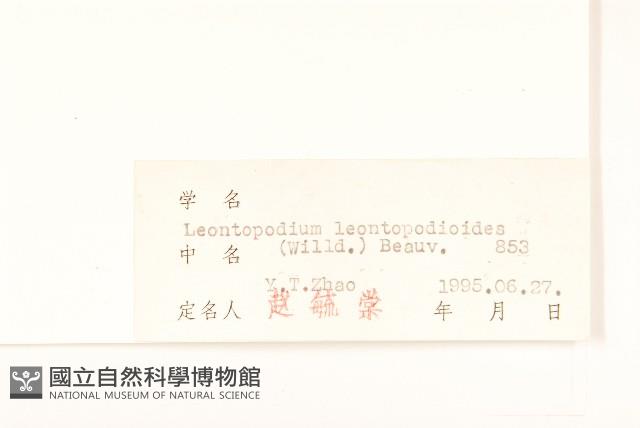 学 名
Leontopodium leontopodioides
(Willd.) Beauv. 853
中 名
Y.T.Zhao 1995.06.27.
定名人 赵毓棠 年 月 日
國立自然科學博物館
NATIONAL MUSEUM OF NATURAL SCIENCE